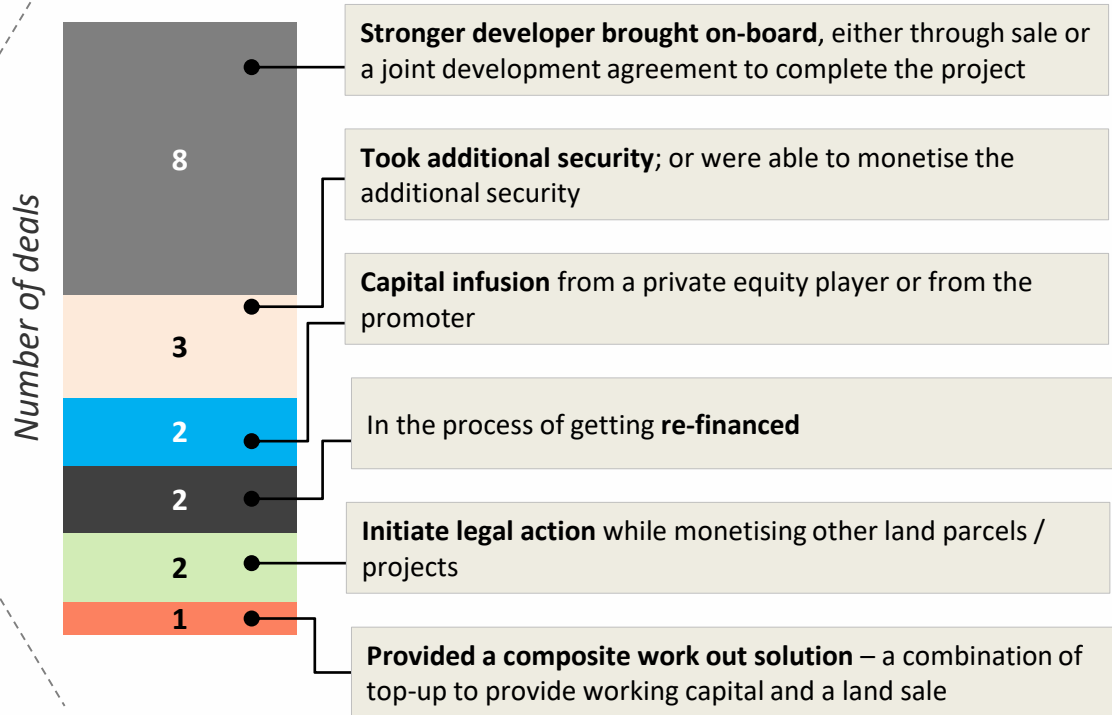 Number of deals
8
3
2
2
2
1
Stronger developer brought on-board, either through sale or
a joint development agreement to complete the project
Took additional security; or were able to monetise the
additional security
Capital infusion from a private equity player or from the
promoter
In the process of getting re-financed
Initiate legal action while monetising other land parcels /
projects
Provided a composite work out solution – a combination of
top-up to provide working capital and a land sale